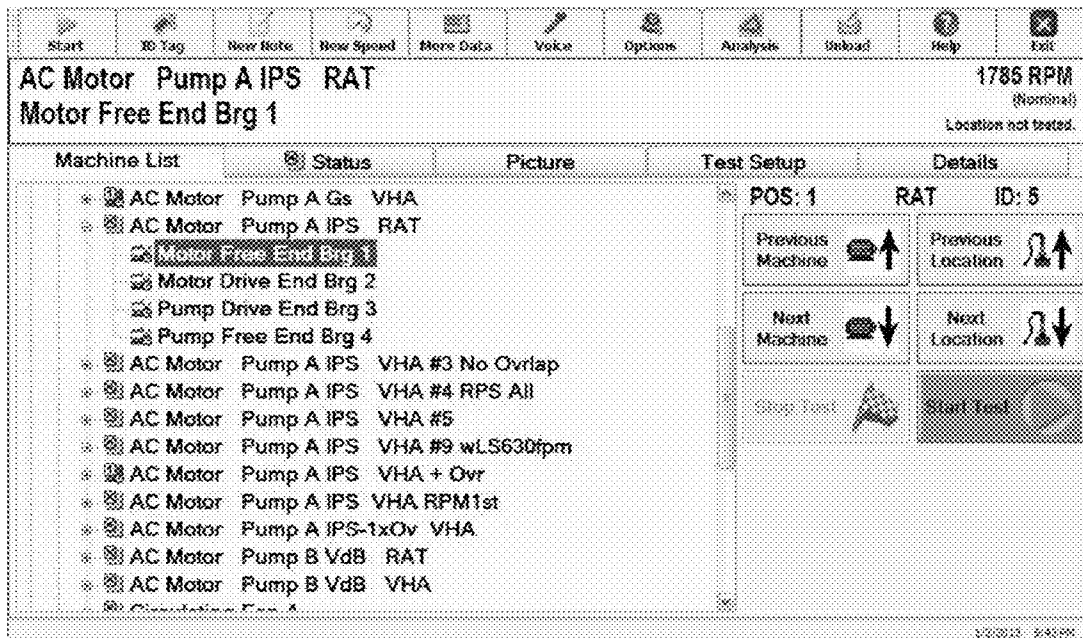 Start ID Tag New Note New Speed More Data Voice Options Analysis Unload Help Exit
AC Motor Pump A IPS RAT 1785 RPM
(Nominal)
Motor Free End Brg 1
Location not tested.
Machine List Status Picture Test Setup Details
AC Motor Pump A Gs VHA
AC Motor Pump A IPS RAT
Motor Free End Brg 1
Motor Drive End Brg 2
Pump Drive End Brg 3
Pump Free End Brg 4
AC Motor Pump A IPS VHA #3 No Ovrlap
AC Motor Pump A IPS VHA #4 RPS All
AC Motor Pump A IPS VHA #5
AC Motor Pump A IPS VHA #9 wLS630fpm
AC Motor Pump A IPS VHA + Ovr
AC Motor Pump A IPS VHA RPM1st
AC Motor Pump A IPS-1xOv VHA
AC Motor Pump B VdB RAT
AC Motor Pump B VdB VHA
POS: 1 RAT ID: 5
Previous Machine
Previous Location
Next Machine
Next Location
Stop Test
Start Test